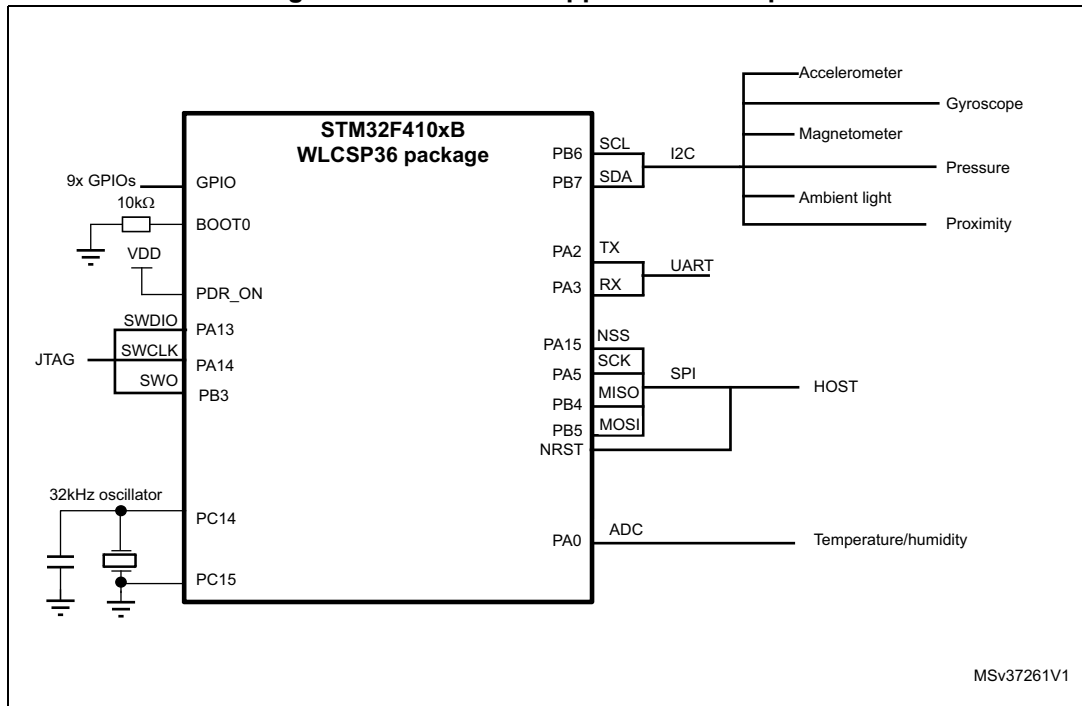 STM32F410xB
WLCSP36 package
9x GPIOs
GPIO
10kΩ
BOOT0
VDD
PDR_ON
SWDIO
PA13
JTAG
SWCLK
PA14
SWO
PB3
32kHz oscillator
PC14
PC15
PB6
SCL
PB7
SDA
I2C
Accelerometer
Gyroscope
Magnetometer
Pressure
Ambient light
Proximity
PA2
TX
PA3
RX
UART
PA15
NSS
PA5
SCK
PB4
MISO
PB5
MOSI
NRST
SPI
HOST
PA0
ADC
Temperature/humidity
MSv37261V1